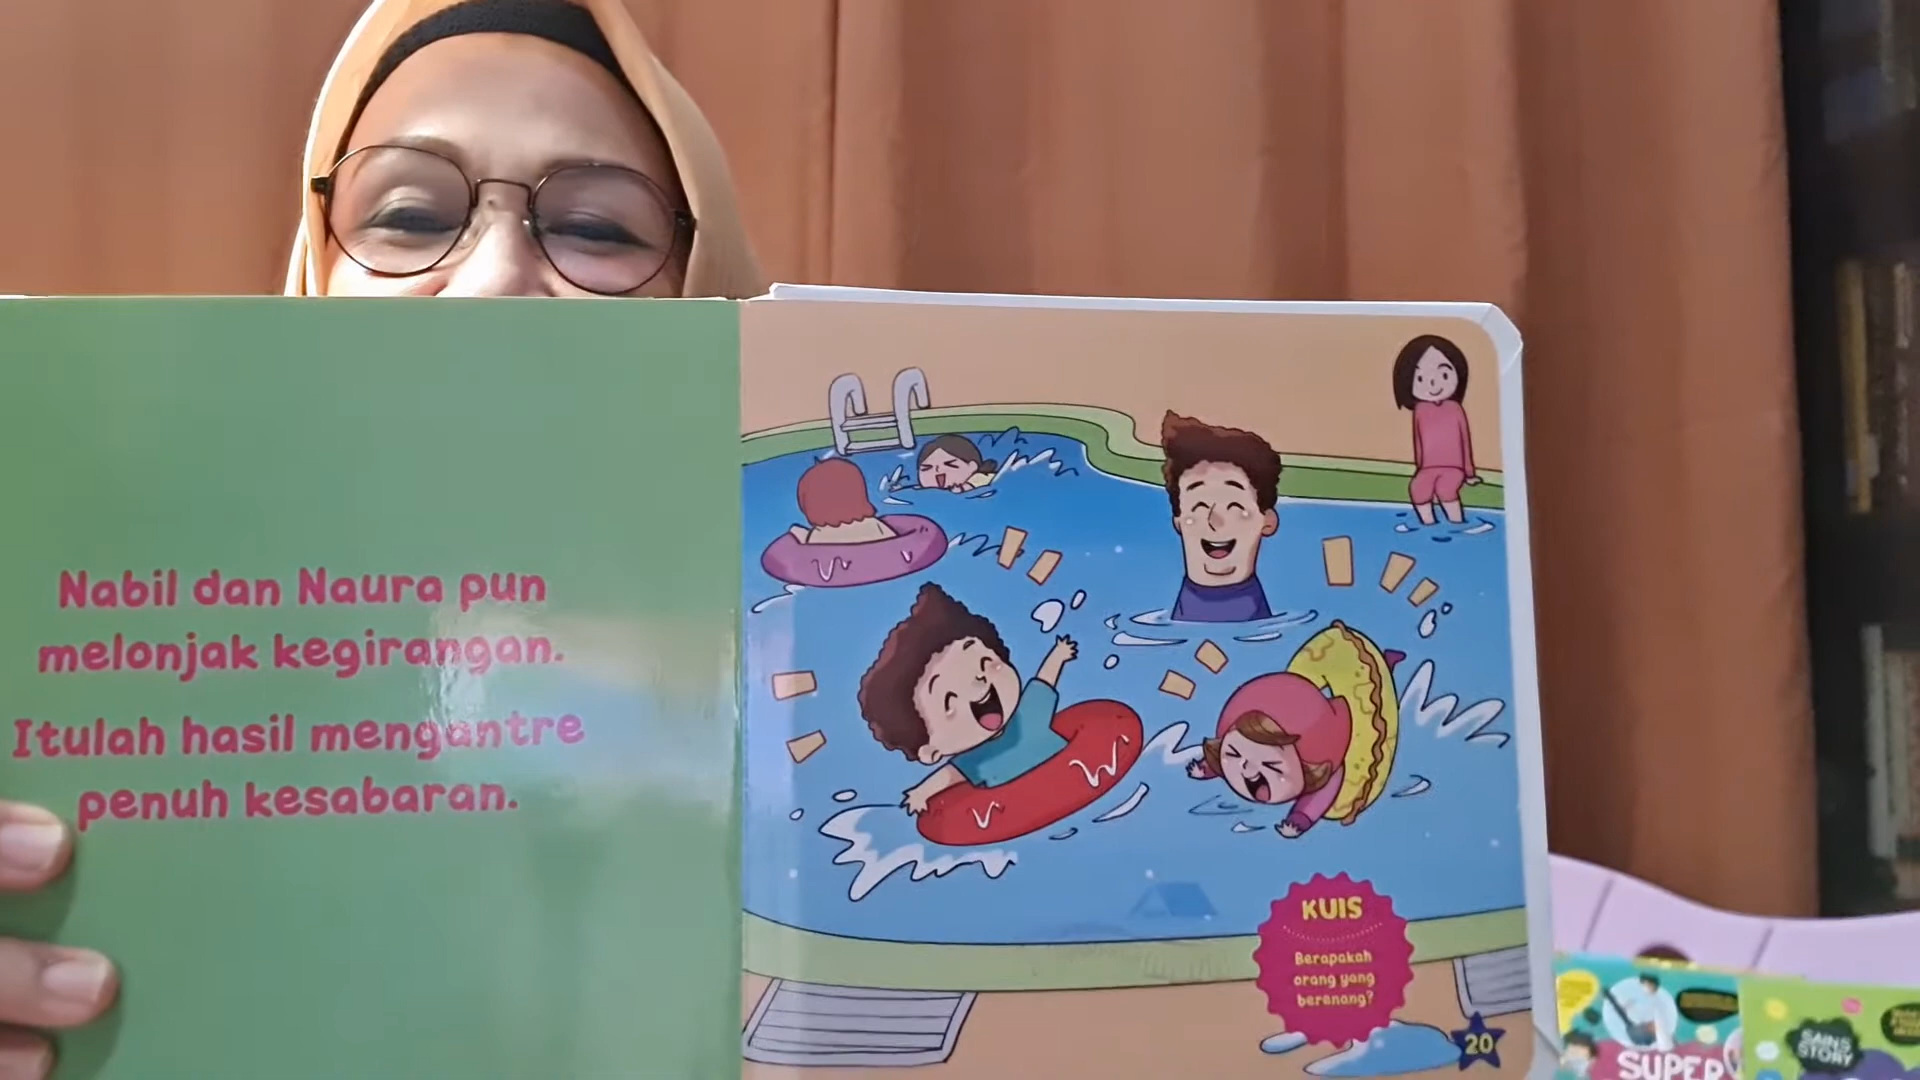 Nabil dan Naura pun
melonjak kegirangan.
Itulah hasil mengantre
penuh kesabaran.
KUIS
Berapakah
orang yang
berenang?
20
SUPER
SAINS
STORY